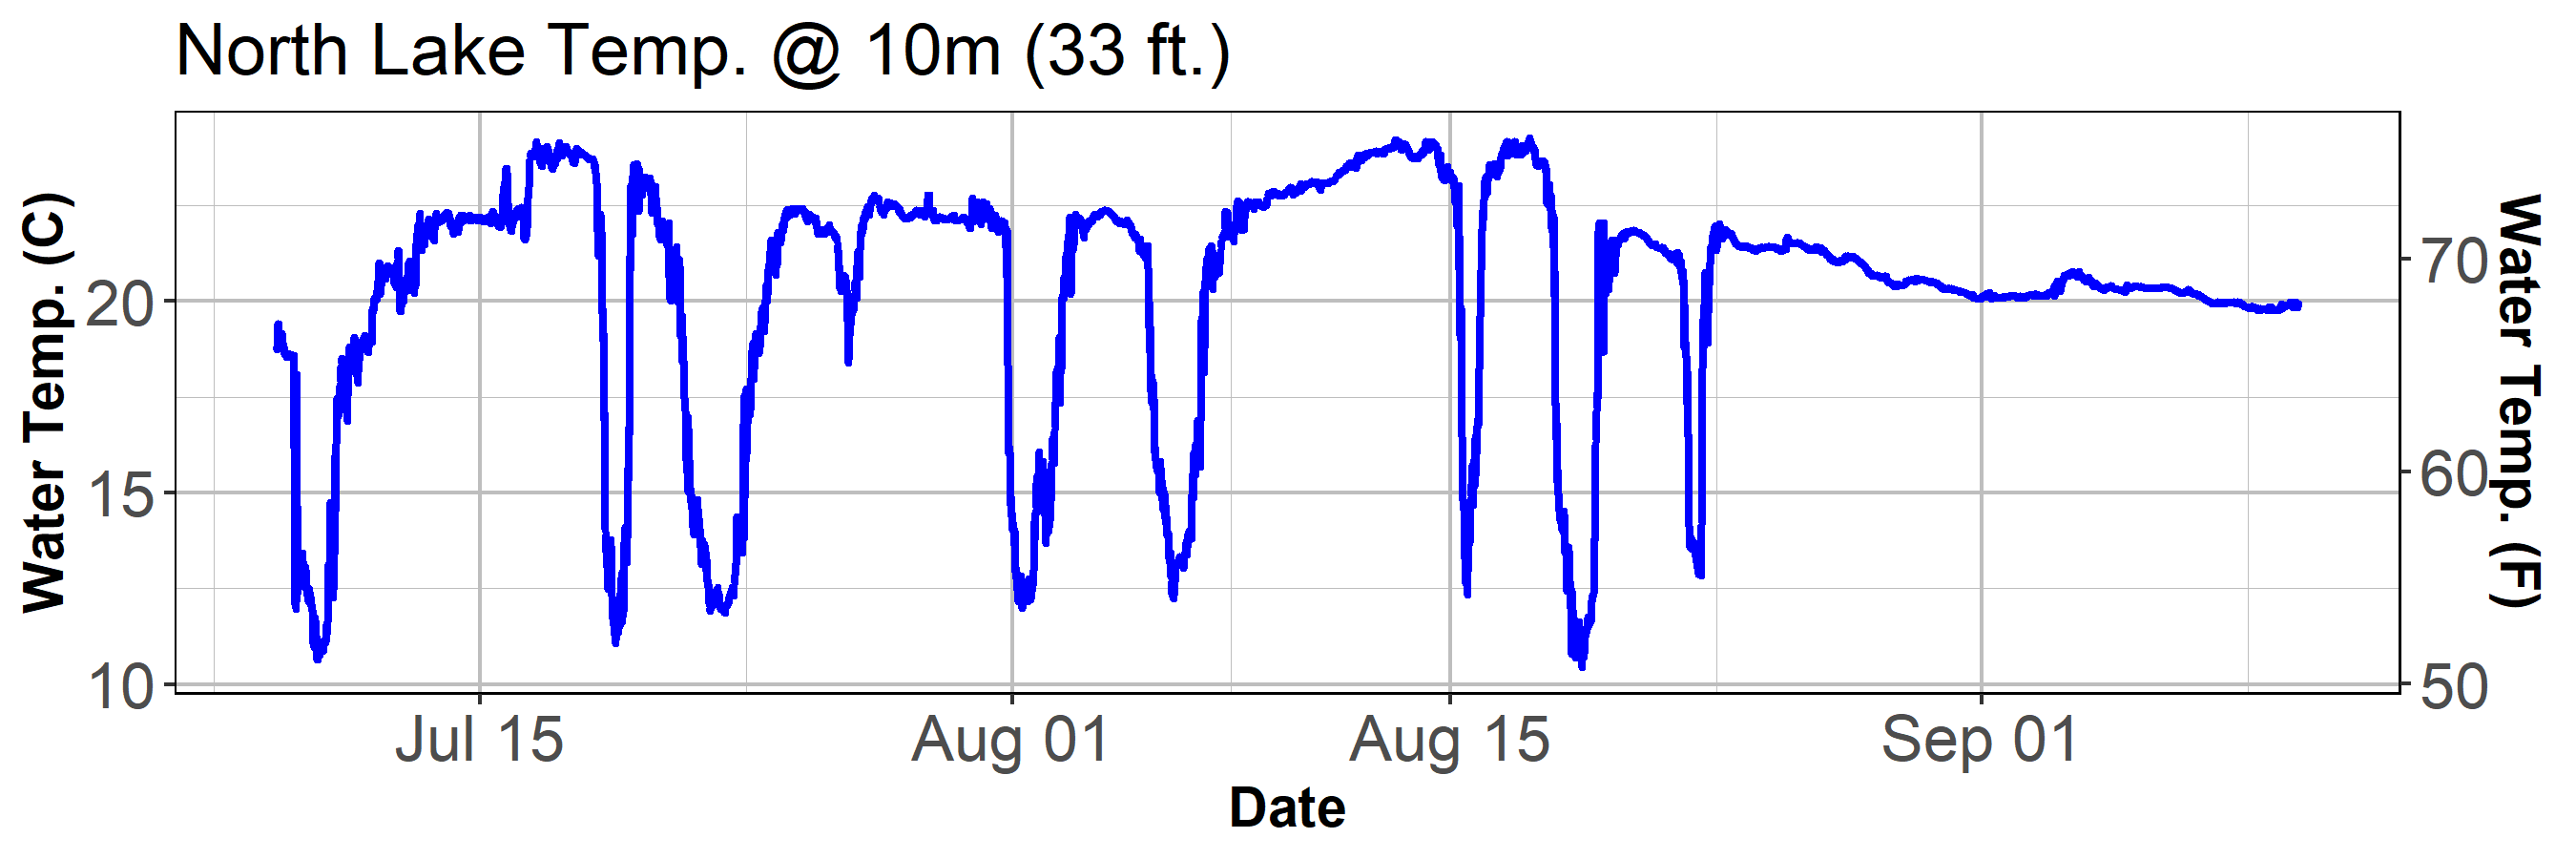 North Lake Temp. @ 10m (33 ft.)
Water Temp. (C)
20
15
10
70
60
50
Water Temp. (F)
Jul 15
Aug 01
Aug 15
Sep 01
Date